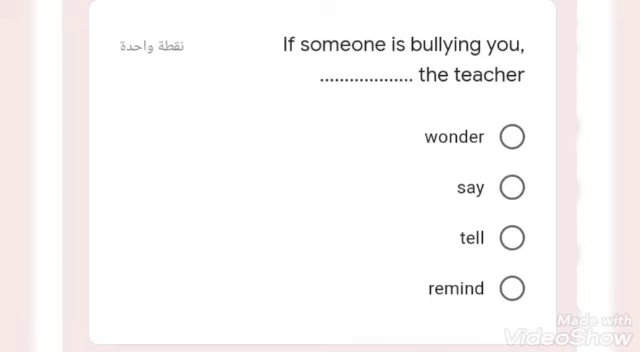 If someone is bullying you,
................... the teacher
نقطة واحدة
wonder
say
tell
remind
Made with
VideoShow